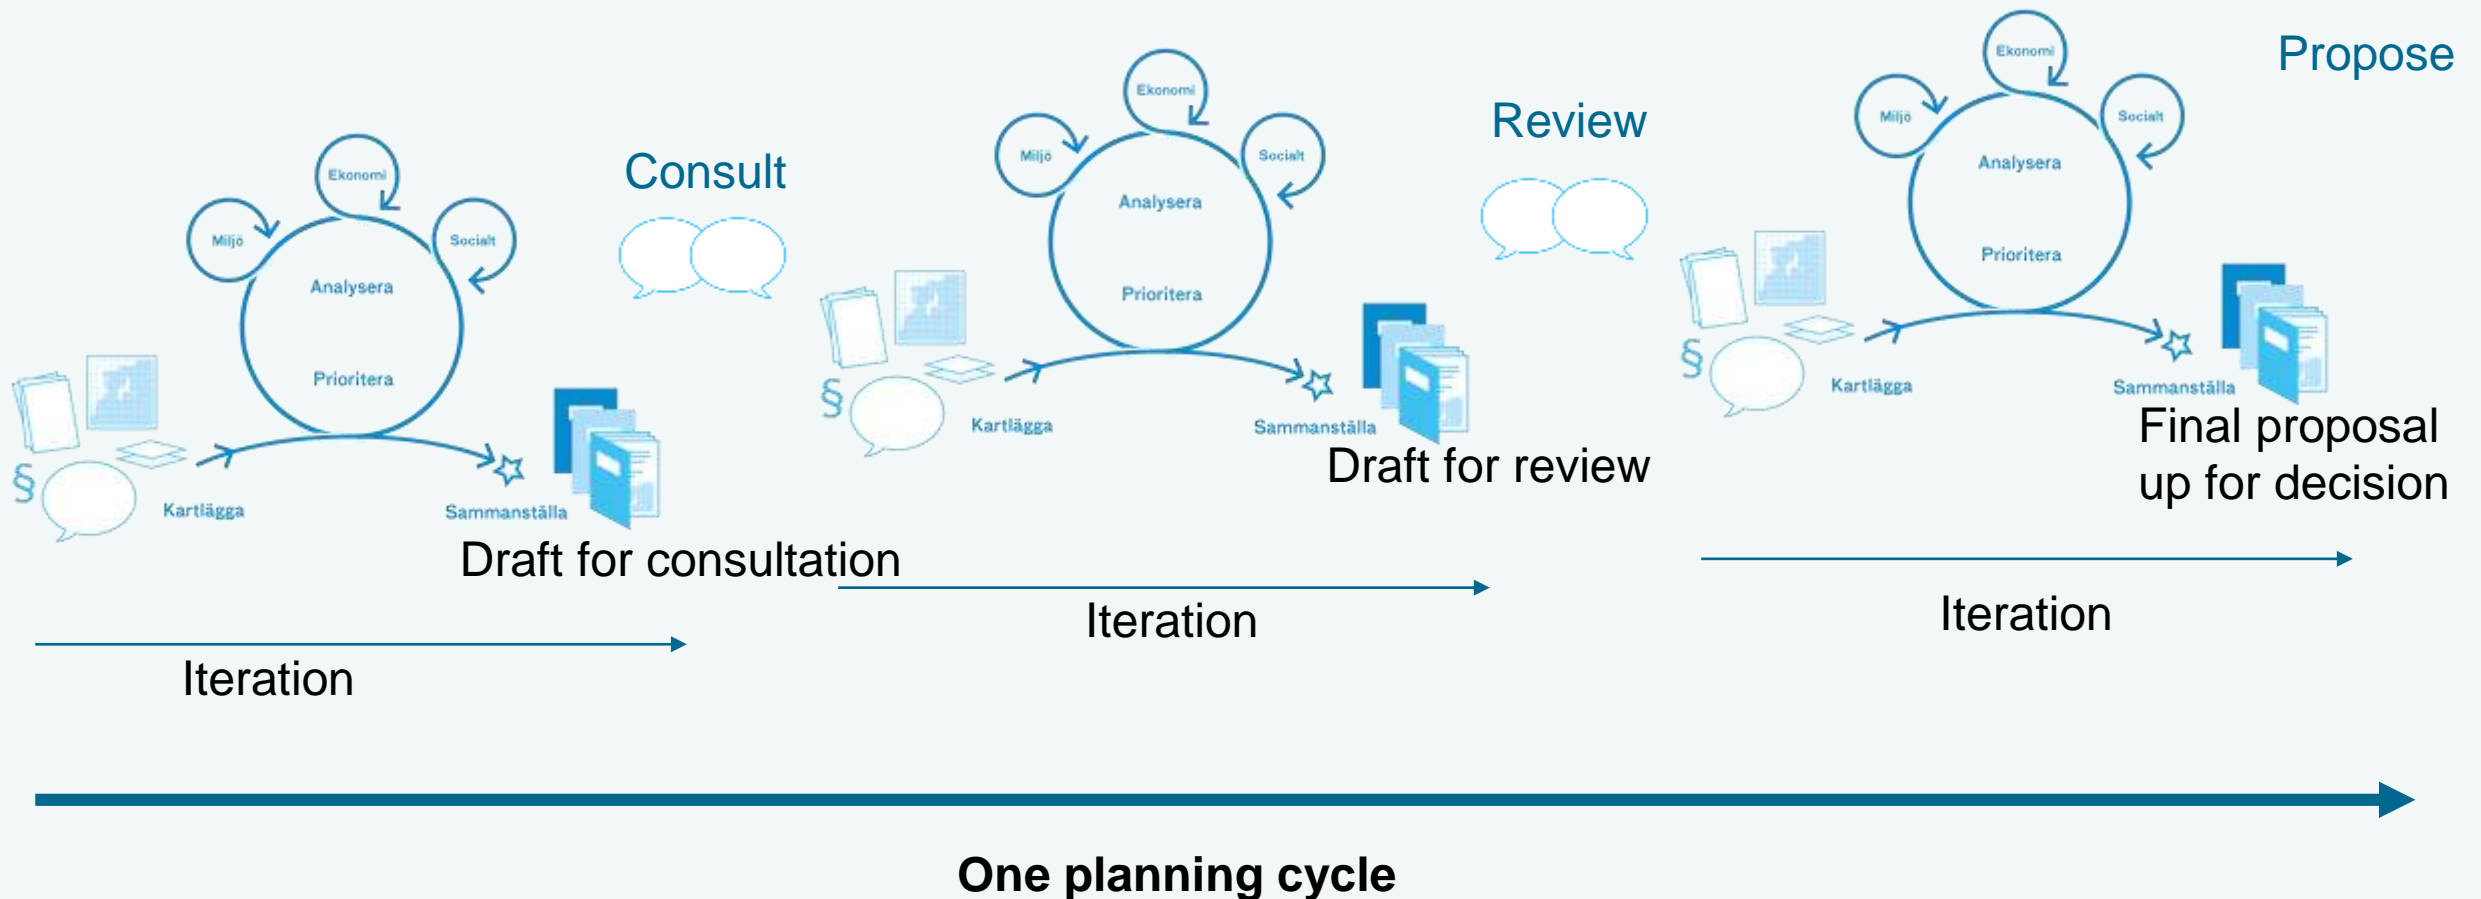 Ekonomi
Miljö
Socialt
Analysera
Prioritera
§
Kartlägga
Sammanställa
Draft for consultation
Iteration
Consult
Ekonomi
Miljö
Socialt
Analysera
Prioritera
§
Kartlägga
Sammanställa
Draft for review
Iteration
Review
Ekonomi
Miljö
Socialt
Analysera
Prioritera
§
Kartlägga
Sammanställa
Propose
Final proposal
up for decision
Iteration
One planning cycle